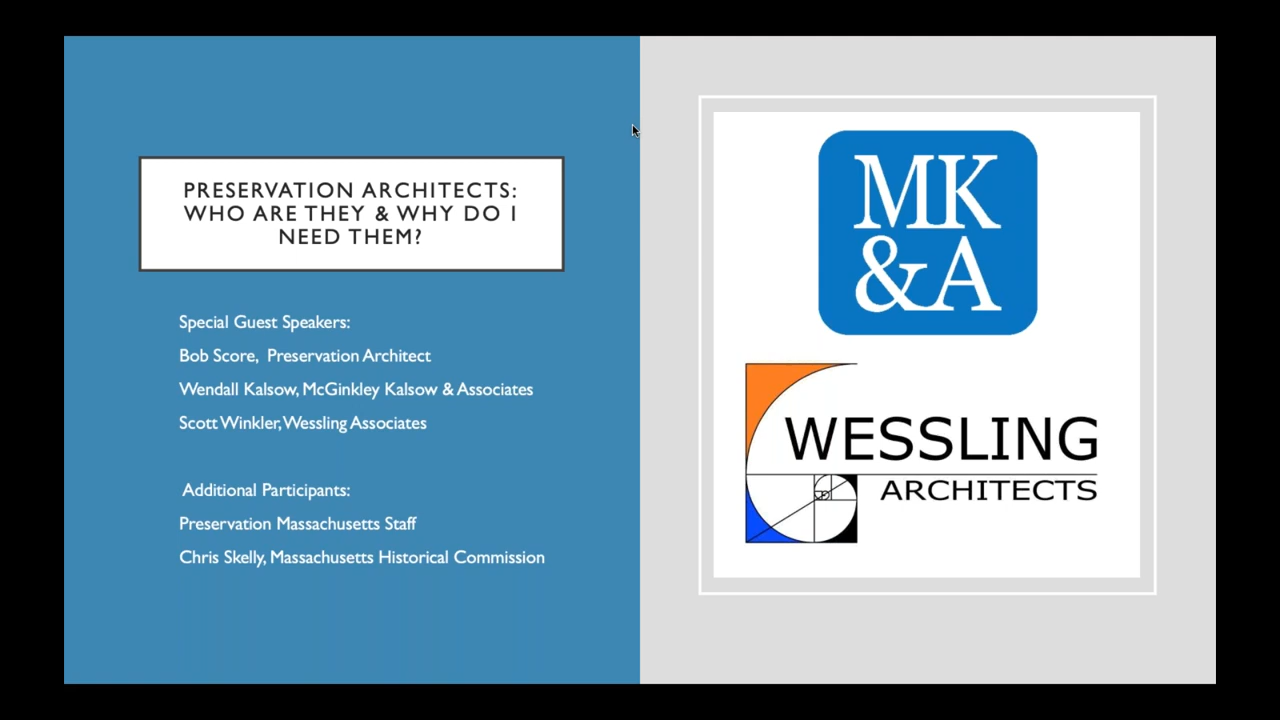 PRESERVATION ARCHITECTS:
WHO ARE THEY & WHY DO I
NEED THEM?
Special Guest Speakers:
Bob Score, Preservation Architect
Wendall Kalsow, McGinkley Kalsow & Associates
Scott Winkler, Wessling Associates
Additional Participants:
Preservation Massachusetts Staff
Chris Skelly, Massachusetts Historical Commission
MK
&A
WESSLING
ARCHITECTS